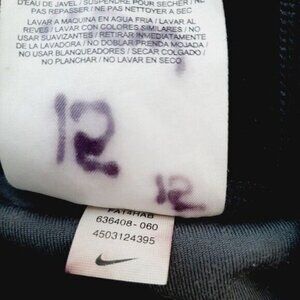 D'EAU DE JAVEL / SUSPENDRE POUR SÉCHER / NE
PAS REPASSER / NE PAS NETTOYER A SEC
LAVAR A MAQUINA EN AGUA FRIA / LAVAR AL
REVES / LAVAR CON COLORES SIMILARES / NO
USAR SUAVIZANTES / RETIRAR INMEDIATAMENTE
DE LA LAVADORA / NO DOBLAR PRENDA MOJADA /
NO USAR BLANQUEADORES / SECAR COLGADO /
NO PLANCHAR / NO LAVAR EN SECO
12
12
FA14HAB
636408-060
4503124395